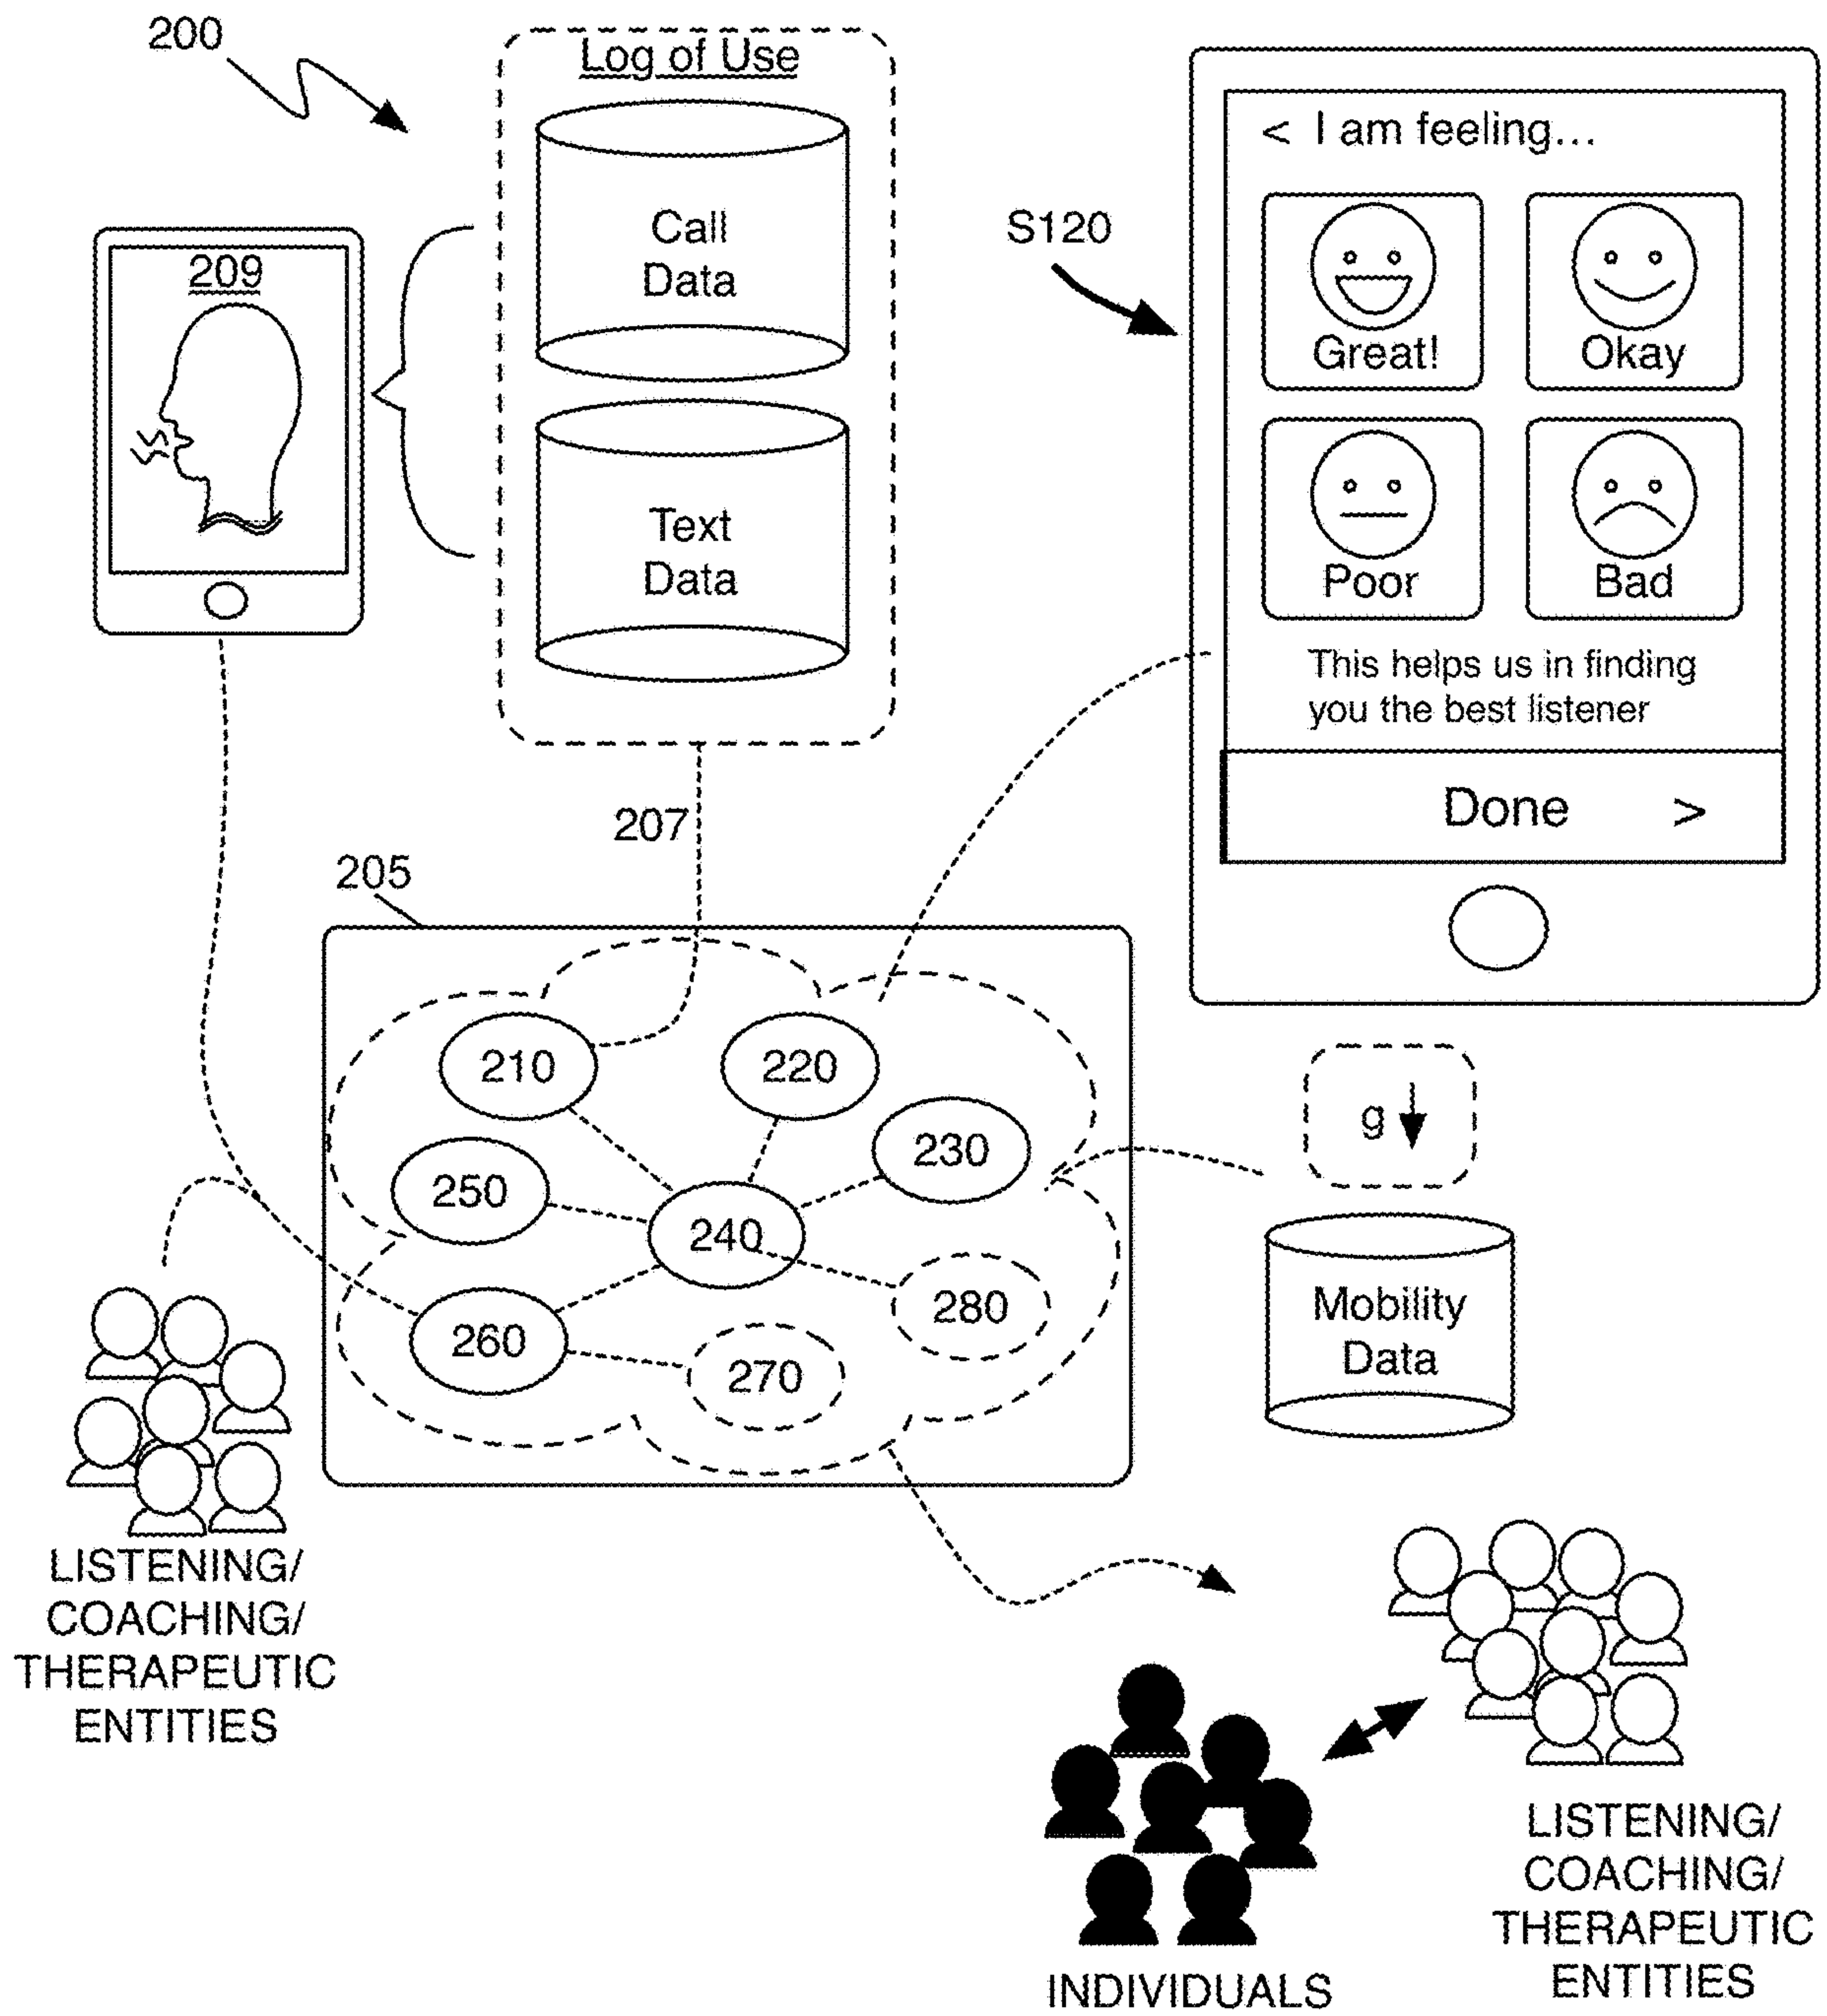 200
Log of Use
Call
Data
Text
Data
209
S120
< I am feeling...
Great!
Okay
Poor
Bad
This helps us in finding
you the best listener
Done >
207
205
210
220
230
250
240
280
260
270
g
Mobility
Data
LISTENING/
COACHING/
THERAPEUTIC
ENTITIES
INDIVIDUALS
LISTENING/
COACHING/
THERAPEUTIC
ENTITIES